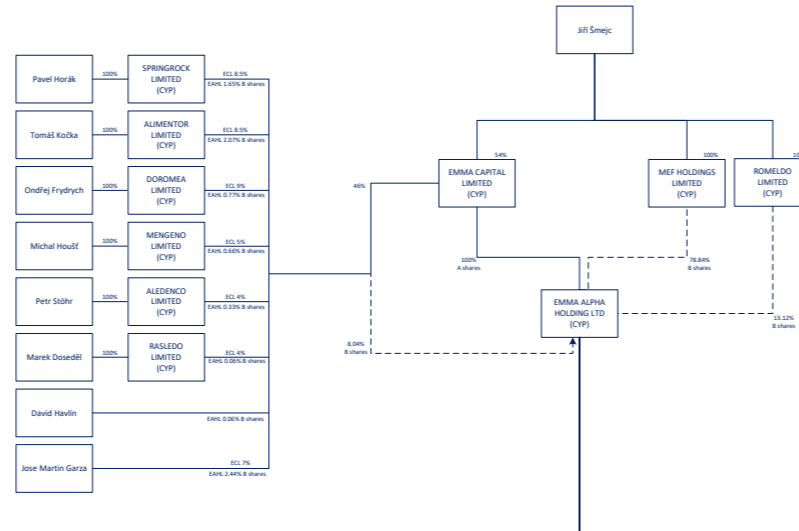 Jiří Šmejc
Pavel Horák
100%
SPRINGROCK
LIMITED
(CYP)
ECL 8.5%
EAHL 1.65% B shares
Tomáš Kočka
100%
ALIMENTOR
LIMITED
(CYP)
ECL 8.5%
EAHL 2.07% B shares
Ondřej Frydrych
100%
DOROMEA
LIMITED
(CYP)
ECL 9%
EAHL 0.77% B shares
Michal Houšť
100%
MENGENO
LIMITED
(CYP)
ECL 5%
EAHL 0.66% B shares
Petr Stöhr
100%
ALEDENCO
LIMITED
(CYP)
ECL 4%
EAHL 0.33% B shares
Marek Doseděl
100%
RASLEDO
LIMITED
(CYP)
ECL 4%
EAHL 0.06% B shares
David Havlín
EAHL 0.06% B shares
Jose Martin Garza
ECL 7%
EAHL 2.44% B shares
46%
54%
EMMA CAPITAL
LIMITED
(CYP)
100%
MEF HOLDINGS
LIMITED
(CYP)
10
ROMELDO
LIMITED
(CYP)
100%
A shares
78.84%
B shares
EMMA ALPHA
HOLDING LTD
(CYP)
13.12%
B shares
8.04%
B shares